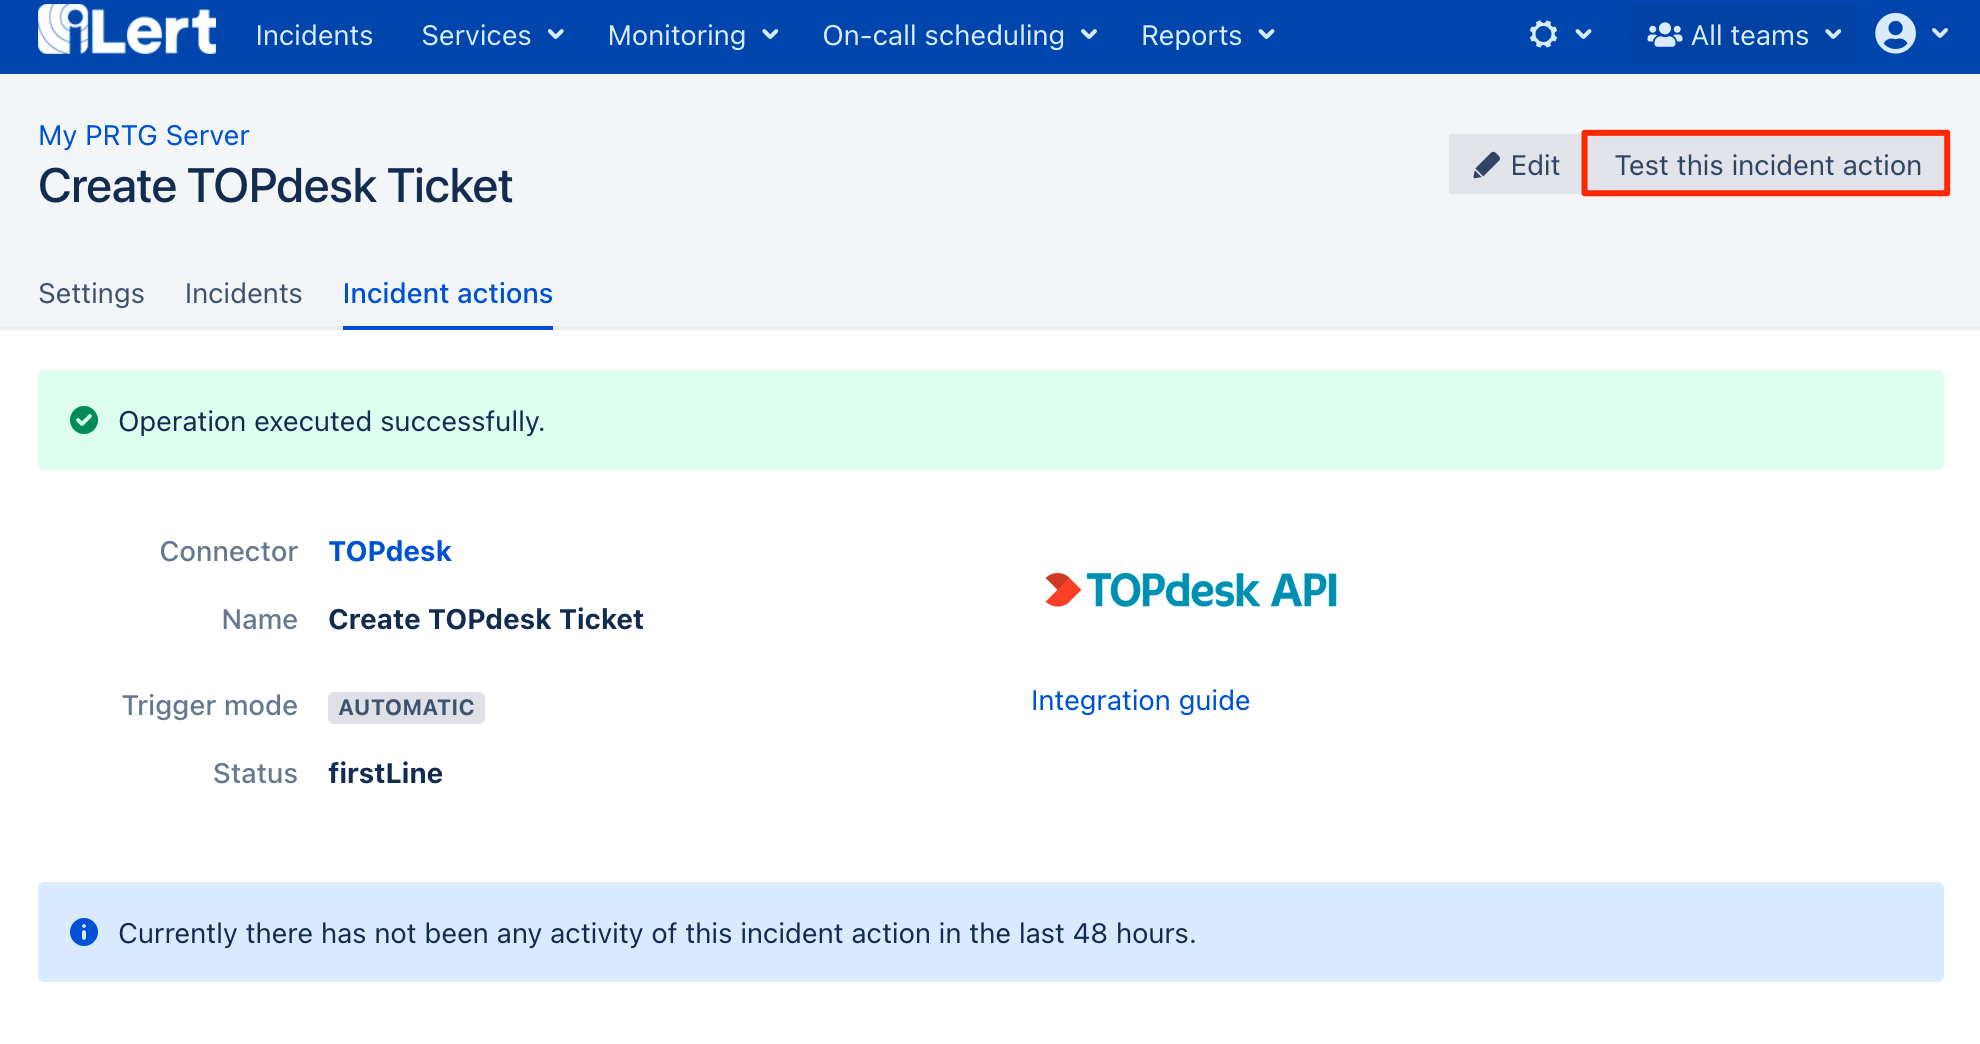 iLert Incidents Services Monitoring On-call scheduling Reports All teams
My PRTG Server
Create TOPdesk Ticket
Edit Test this incident action
Settings Incidents Incident actions
Operation executed successfully.
Connector TOPdesk
TOPdesk API
Name Create TOPdesk Ticket
Trigger mode AUTOMATIC
Integration guide
Status firstLine
Currently there has not been any activity of this incident action in the last 48 hours.